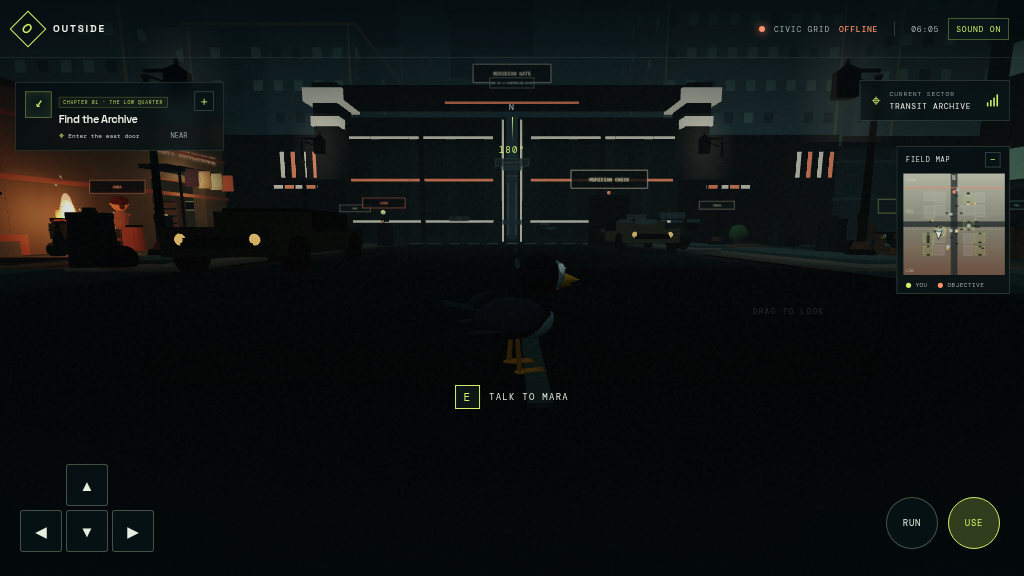 OUTSIDE
CIVIC GRID OFFLINE
06:05
SOUND ON
MERIDIAN GATE
CHAPTER 01 · THE LOW QUARTER
Find the Archive
Enter the east door
NEAR
+
CURRENT SECTOR
TRANSIT ARCHIVE
N
180°
FIELD MAP
−
MERIDIAN CHECK
YOU
OBJECTIVE
DRAG TO LOOK
E
TALK TO MARA
RUN
USE